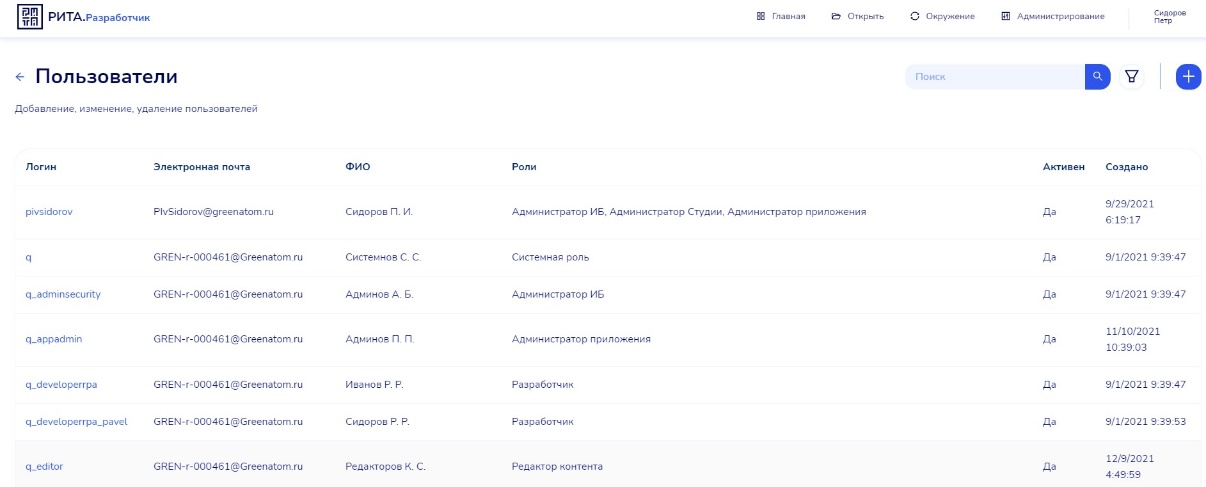 РИТА.Разработчик
Главная Открыть Окружение Администрирование Сидоров
Петр
Пользователи Поиск
Добавление, изменение, удаление пользователей
Логин Электронная почта ФИО Роли Активен Создано
pivsidorov PIvSidorov@greenatom.ru Сидоров П. И. Администратор ИБ, Администратор Студии, Администратор приложения Да 9/29/2021
6:19:17
q GREN-r-000461@Greenatom.ru Системнов С. С. Системная роль Да 9/1/2021 9:39:47
q_adminsecurity GREN-r-000461@Greenatom.ru Админов А. Б. Администратор ИБ Да 9/1/2021 9:39:47
q_appadmin GREN-r-000461@Greenatom.ru Админов П. П. Администратор приложения Да 11/10/2021
10:39:03
q_developerrpa GREN-r-000461@Greenatom.ru Иванов Р. Р. Разработчик Да 9/1/2021 9:39:47
q_developerrpa_pavel GREN-r-000461@Greenatom.ru Сидоров Р. Р. Разработчик Да 9/1/2021 9:39:53
q_editor GREN-r-000461@Greenatom.ru Редакторов К. С. Редактор контента Да 12/9/2021
4:49:59